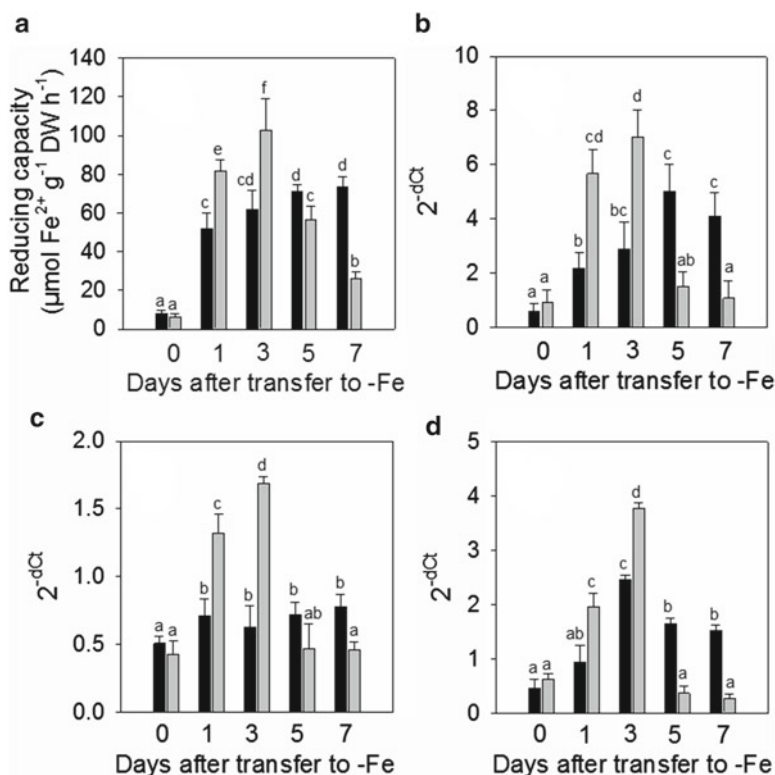 a
Reducing capacity
(µmol Fe²⁺ g⁻¹ DW h⁻¹)
140
120
100
80
60
40
20
0
a a
c e
cd f
d c
d b
0 1 3 5 7
Days after transfer to -Fe
b
2⁻ᵈᶜᵗ
10
8
6
4
2
0
a a
b cd
bc d
c ab
c a
0 1 3 5 7
Days after transfer to -Fe
c
2⁻ᵈᶜᵗ
2.0
1.5
1.0
0.5
0.0
a a
b c
b d
b ab
b a
0 1 3 5 7
Days after transfer to -Fe
d
2⁻ᵈᶜᵗ
5
4
3
2
1
0
a a
ab c
c d
b a
b a
0 1 3 5 7
Days after transfer to -Fe